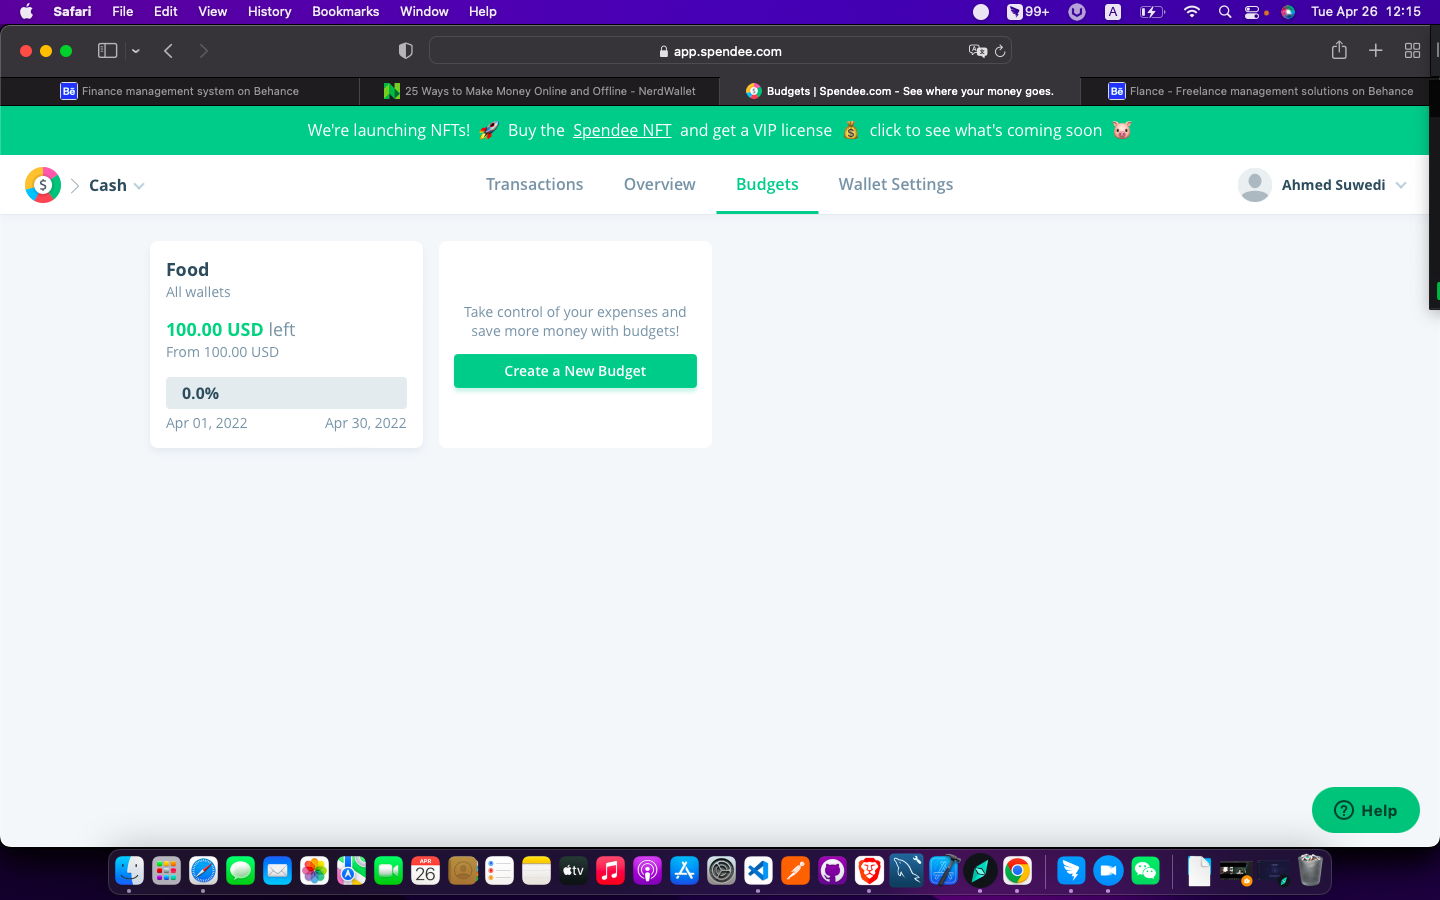 Safari File Edit View History Bookmarks Window Help 99+ A Tue Apr 26 12:15
app.spendee.com
Bē Finance management system on Behance
25 Ways to Make Money Online and Offline - NerdWallet
Budgets | Spendee.com - See where your money goes.
Bē Flance - Freelance management solutions on Behance
We're launching NFTs! 🚀 Buy the Spendee NFT and get a VIP license 💰 click to see what's coming soon 🐷
$ Cash
Transactions Overview Budgets Wallet Settings
Ahmed Suwedi
Food
All wallets
100.00 USD left
From 100.00 USD
0.0%
Apr 01, 2022 Apr 30, 2022
Take control of your expenses and
save more money with budgets!
Create a New Budget
? Help
APR
26
tv